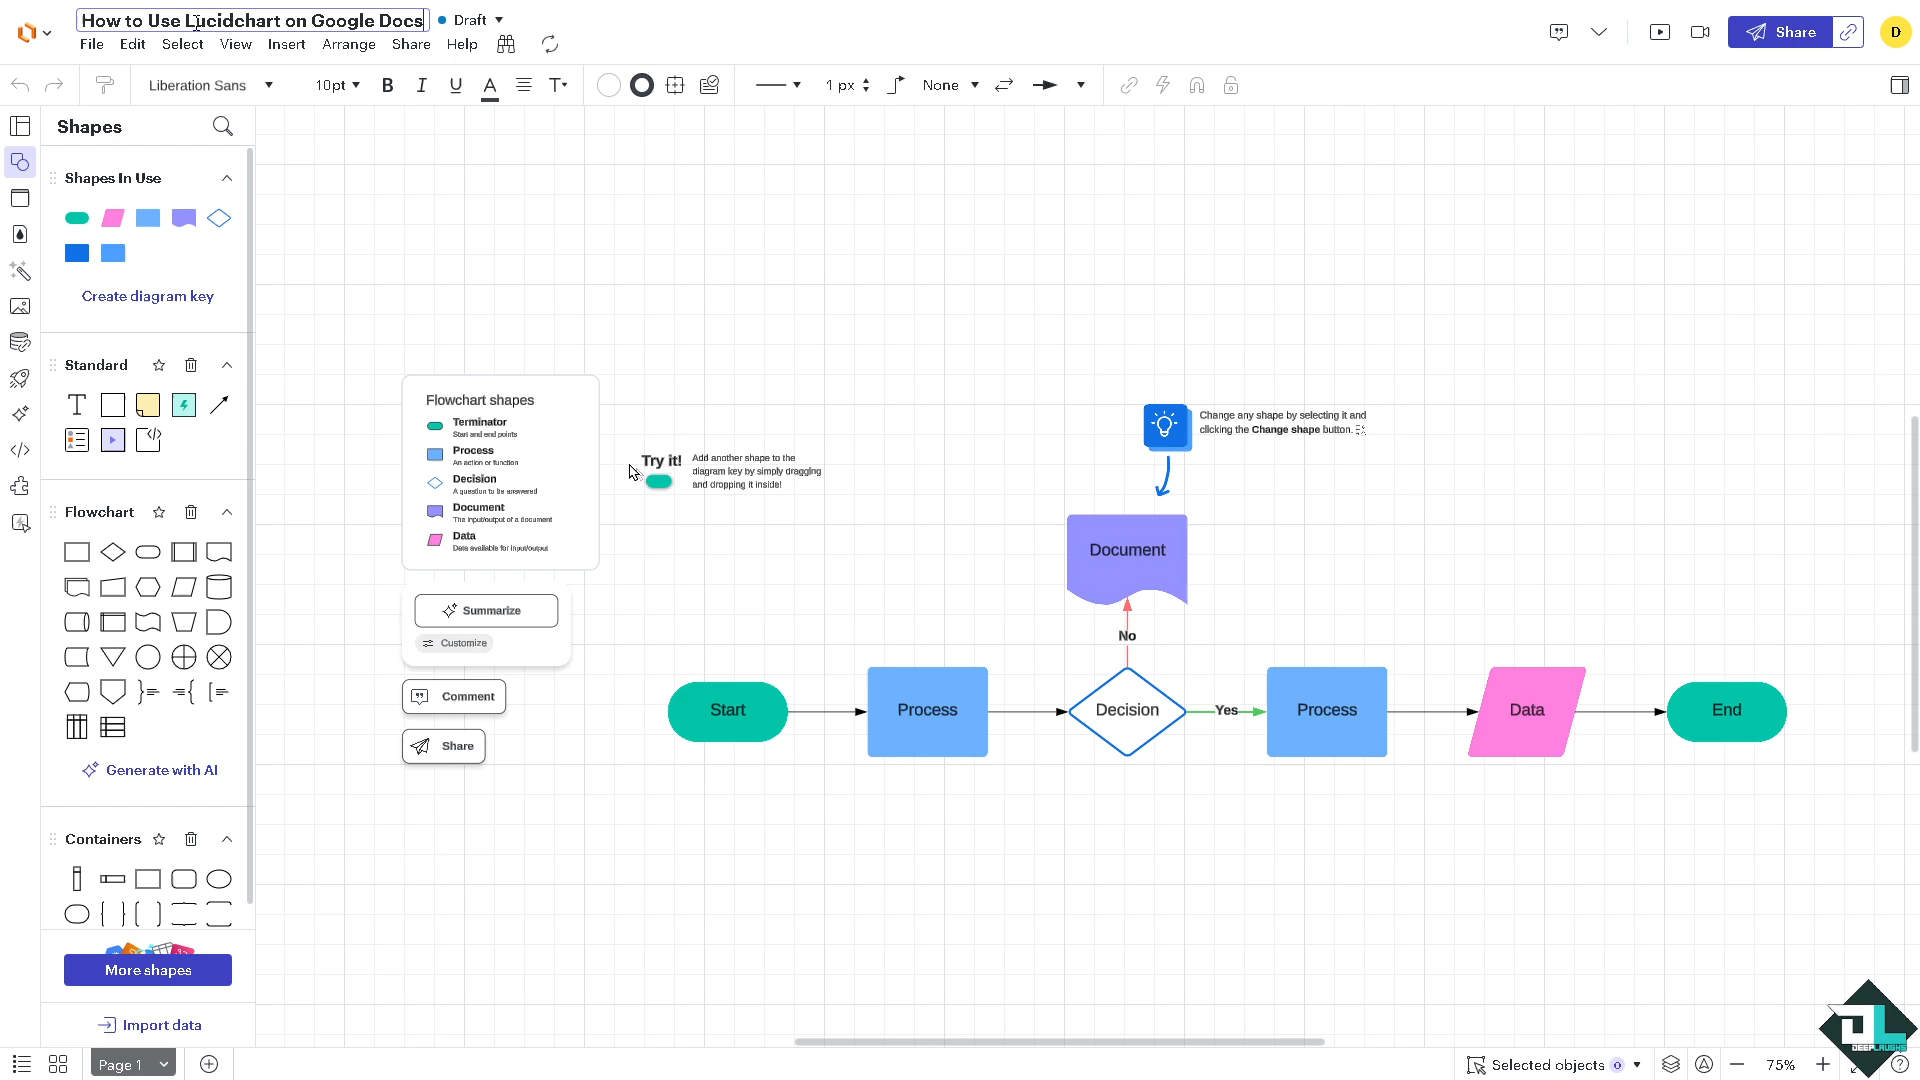 How to Use Lucidchart on Google Docs
Draft
File Edit Select View Insert Arrange Share Help
Share
D
Liberation Sans
10pt
B I U A T
1 px
None
Shapes
Shapes In Use
Create diagram key
Standard
Flowchart
Generate with AI
Containers
More shapes
Import data
Flowchart shapes
Terminator
Start and end points
Process
An action or function
Decision
A question to be answered
Document
The input/output of a document
Data
Data available for input/output
Try it!
Add another shape to the
diagram key by simply dragging
and dropping it inside!
Summarize
Customize
Comment
Share
Change any shape by selecting it and
clicking the Change shape button.
Document
No
Start
Process
Decision
Yes
Process
Data
End
Page 1
Selected objects 0
75%
DEEPLAUGHS